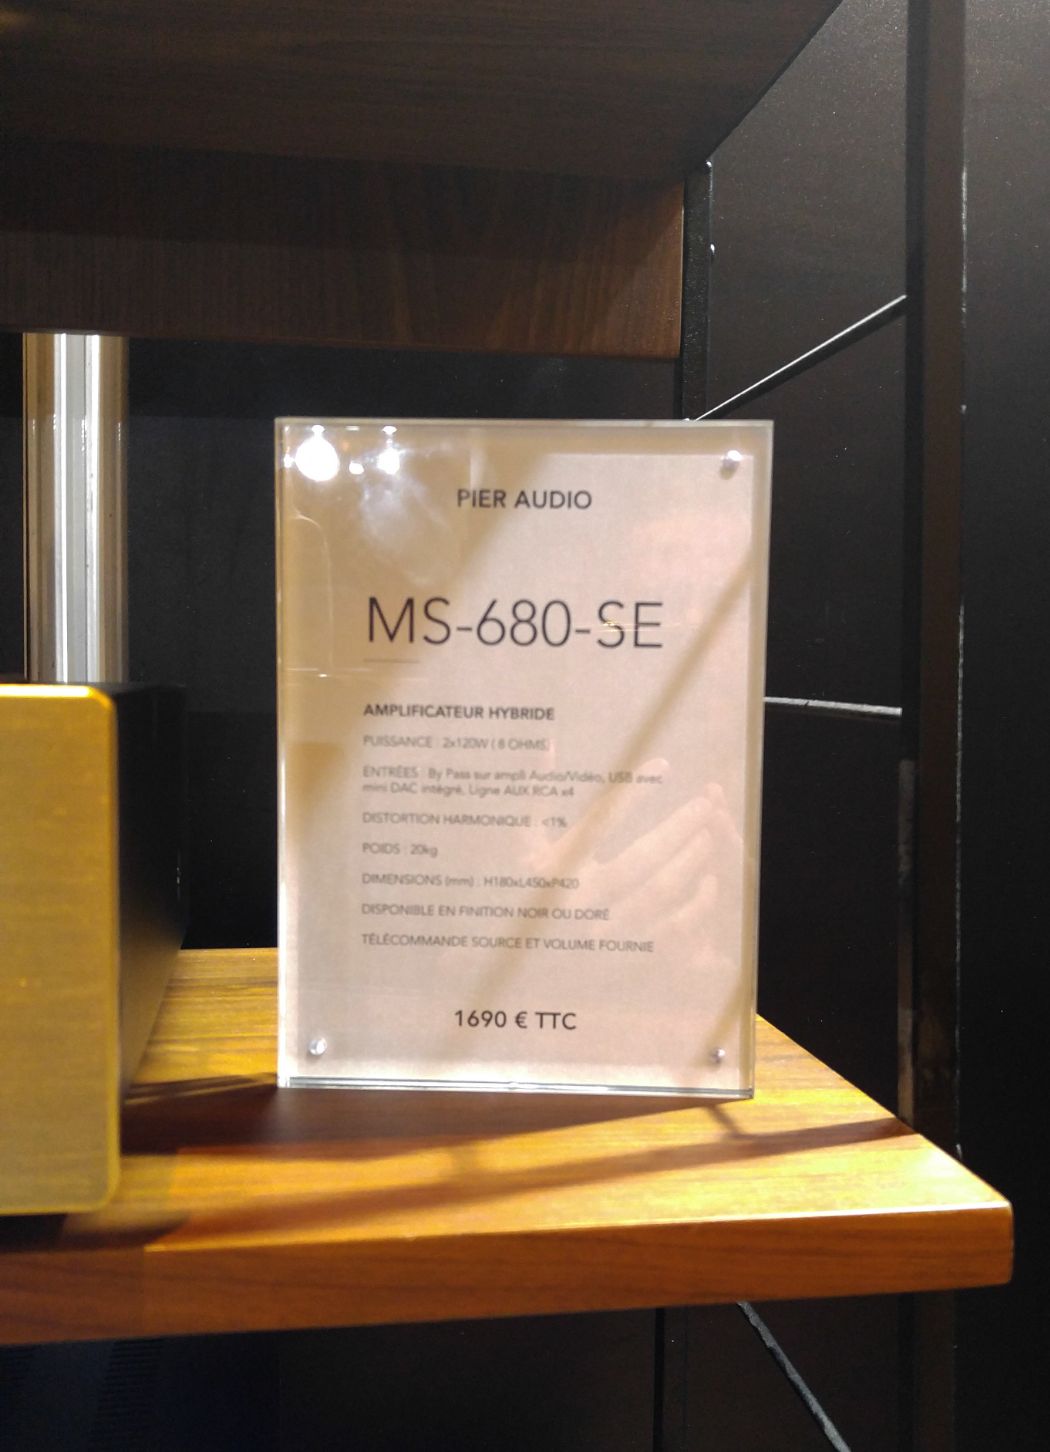 PIER AUDIO
MS-680-SE
AMPLIFICATEUR HYBRIDE
PUISSANCE : 2x120W ( 8 OHMS)
ENTRÉES : By Pass sur ampli Audio/Vidéo, USB avec
mini DAC intégré, Ligne AUX RCA x4
DISTORTION HARMONIQUE : <1%
POIDS : 20kg
DIMENSIONS (mm) : H180xL450xP420
DISPONIBLE EN FINITION NOIR OU DORÉ
TÉLÉCOMMANDE SOURCE ET VOLUME FOURNIE
1690 € TTC